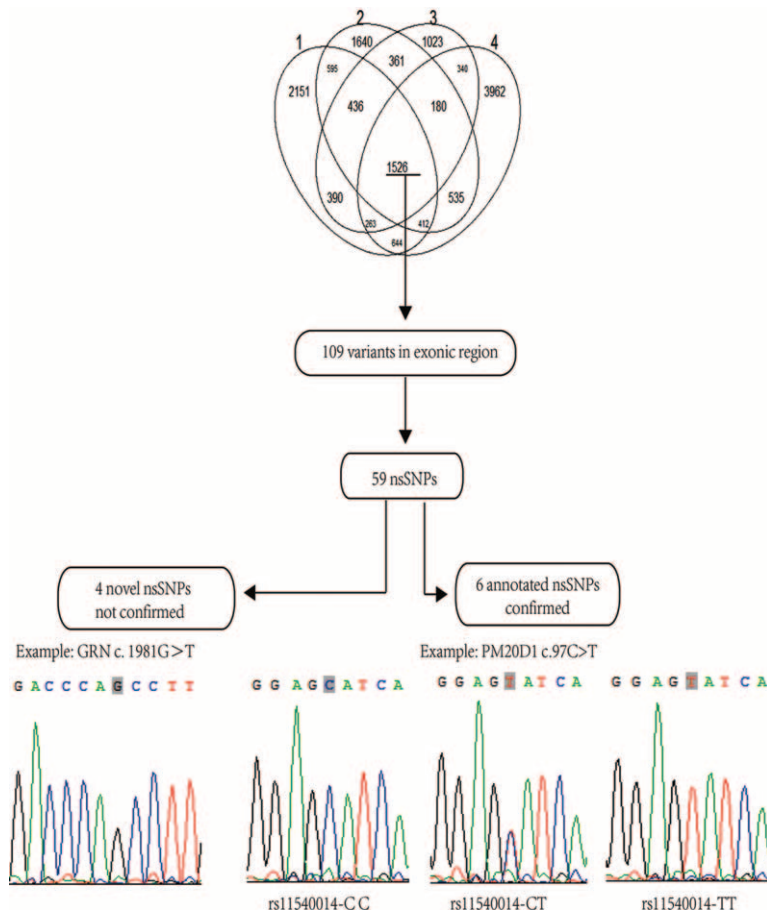 1 2 3 4
2151 595 1640 361 1023 340 3962
436 180
1526
390 535
263 412
644
109 variants in exonic region
59 nsSNPs
4 novel nsSNPs
not confirmed
6 annotated nsSNPs
confirmed
Example: GRN c. 1981G>T
Example: PM20D1 c.97C>T
G A C C C A G C C T T
G G A G C A T C A
G G A G T A T C A
G G A G T A T C A
rs11540014-C C
rs11540014-CT
rs11540014-TT